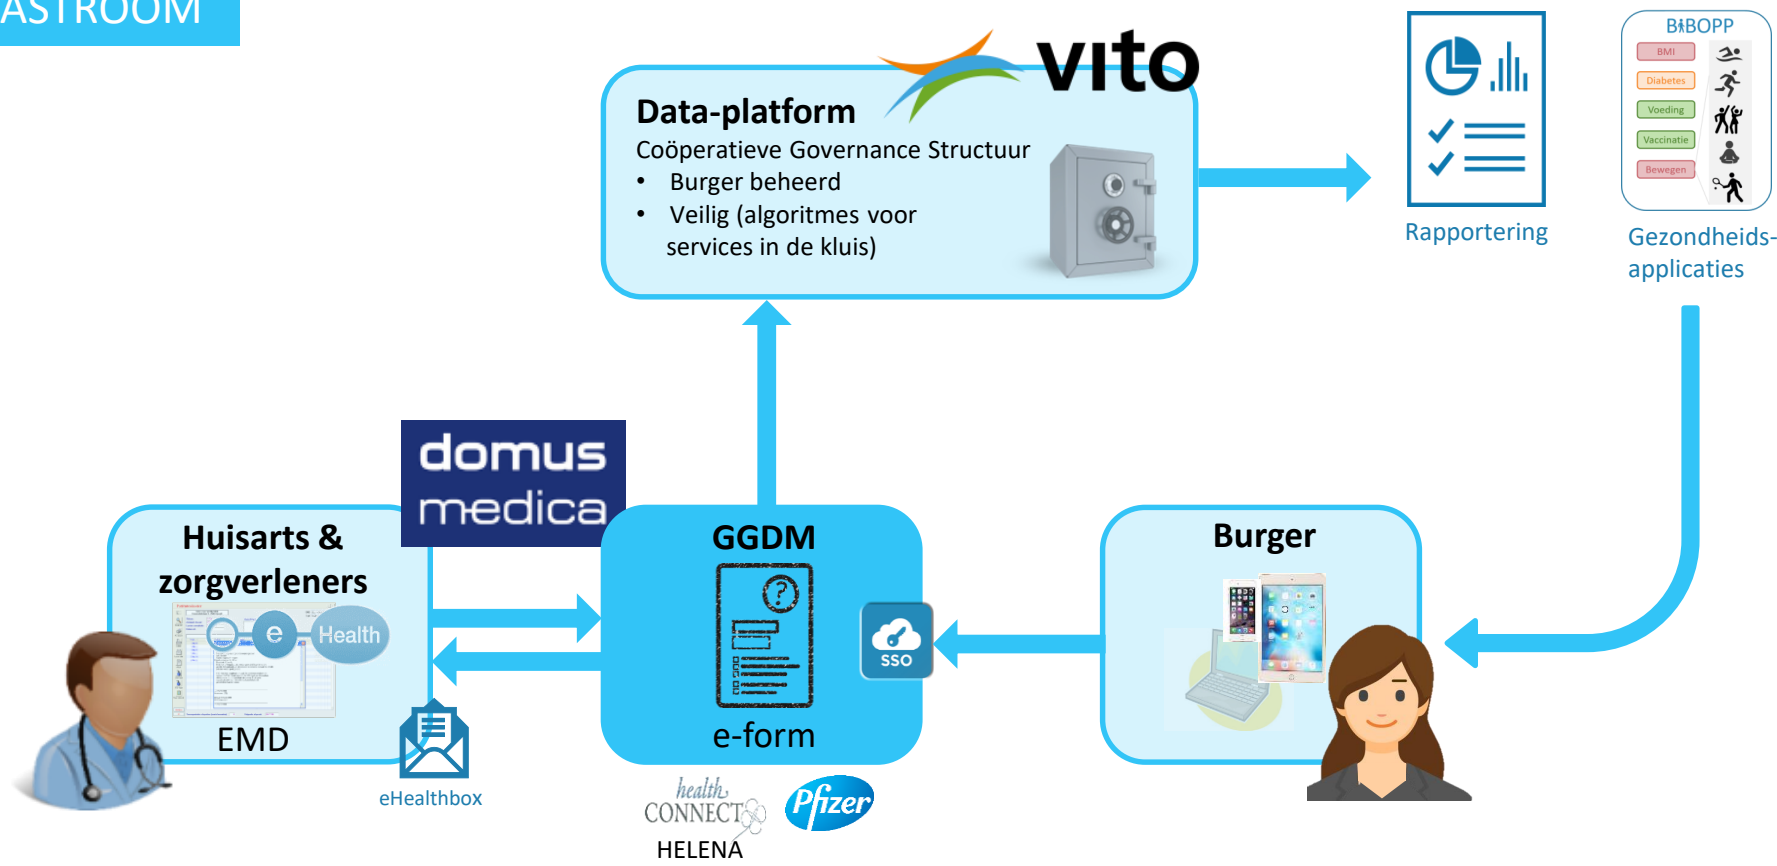 ASTROOM
vito
Data-platform
Coöperatieve Governance Structuur
• Burger beheerd
• Veilig (algoritmes voor
services in de kluis)
Rapportering
BiBOPP
BMI
Diabetes
Voeding
Vaccinatie
Bewegen
Gezondheids-
applicaties
domus
medica
Huisarts &
zorgverleners
e Health
EMD
eHealthbox
GGDM
?
e-form
SSO
health
CONNECT
HELENA
Pfizer
Burger